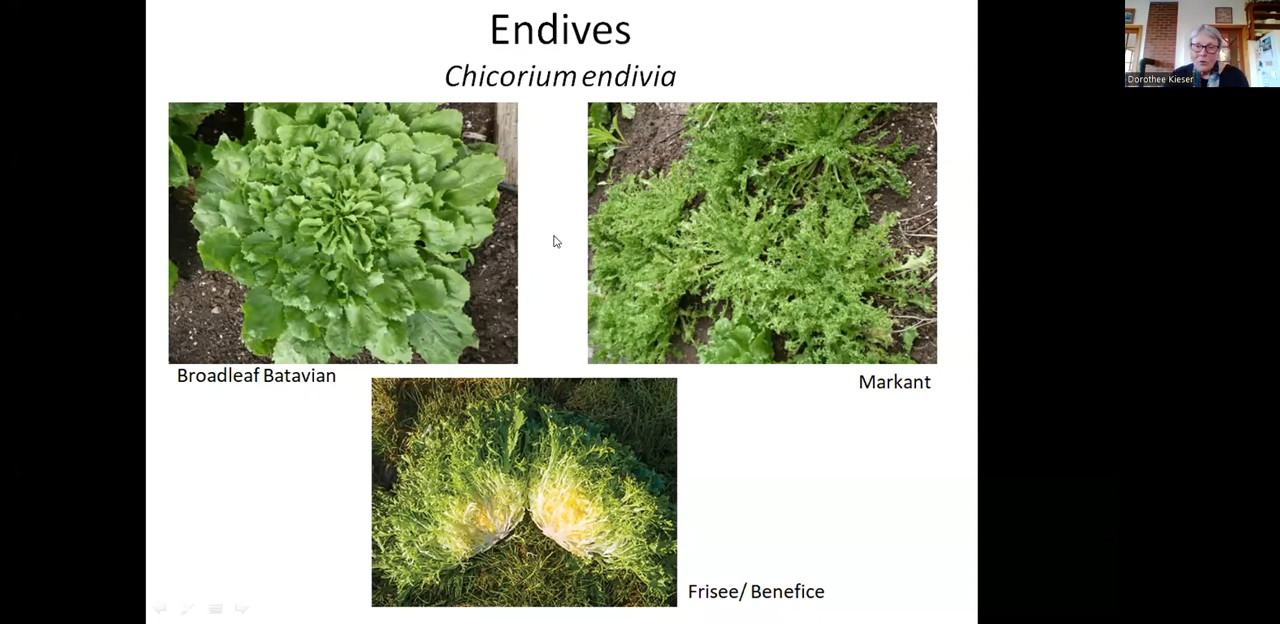 Endives
Chicorium endivia
Dorothee Kieser
Broadleaf Batavian
Markant
Frisee/ Benefice